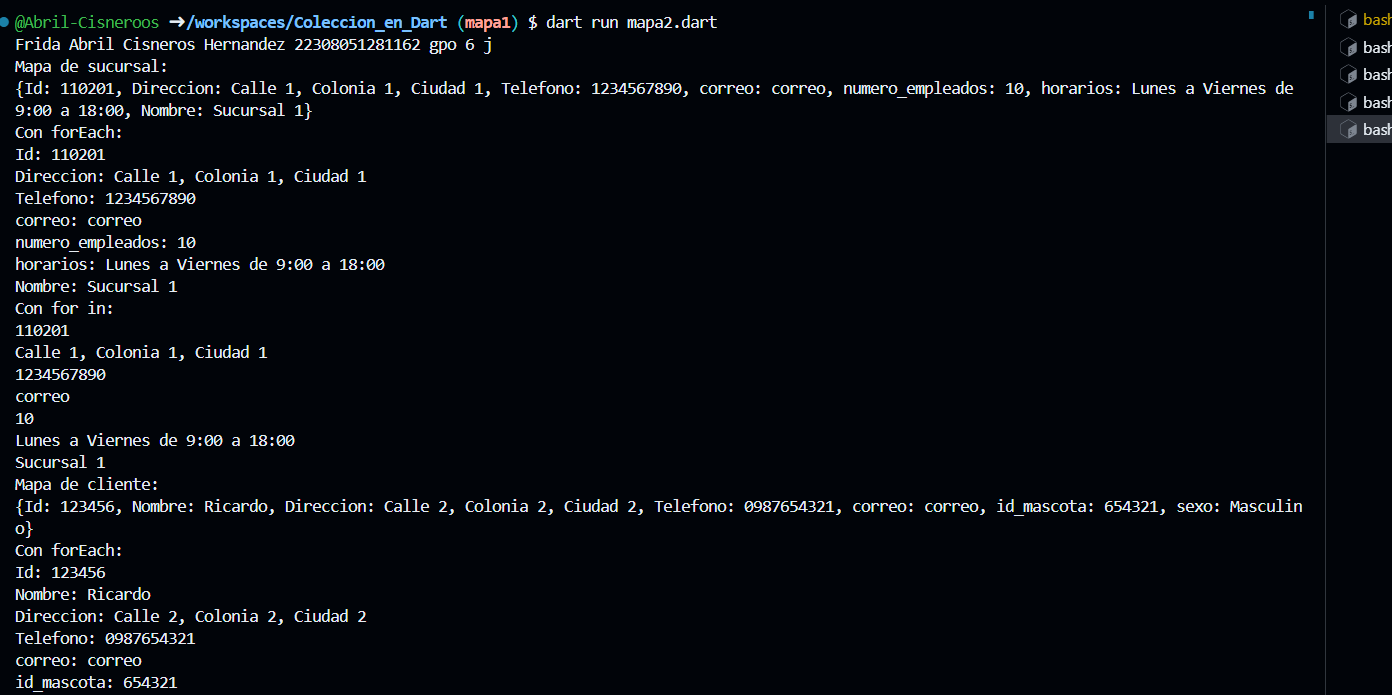 @Abril-Cisneroos ➜/workspaces/Coleccion_en_Dart (mapa1) $ dart run mapa2.dart
Frida Abril Cisneros Hernandez 22308051281162 gpo 6 j
Mapa de sucursal:
{Id: 110201, Direccion: Calle 1, Colonia 1, Ciudad 1, Telefono: 1234567890, correo: correo, numero_empleados: 10, horarios: Lunes a Viernes de
9:00 a 18:00, Nombre: Sucursal 1}
Con forEach:
Id: 110201
Direccion: Calle 1, Colonia 1, Ciudad 1
Telefono: 1234567890
correo: correo
numero_empleados: 10
horarios: Lunes a Viernes de 9:00 a 18:00
Nombre: Sucursal 1
Con for in:
110201
Calle 1, Colonia 1, Ciudad 1
1234567890
correo
10
Lunes a Viernes de 9:00 a 18:00
Sucursal 1
Mapa de cliente:
{Id: 123456, Nombre: Ricardo, Direccion: Calle 2, Colonia 2, Ciudad 2, Telefono: 0987654321, correo: correo, id_mascota: 654321, sexo: Masculin
o}
Con forEach:
Id: 123456
Nombre: Ricardo
Direccion: Calle 2, Colonia 2, Ciudad 2
Telefono: 0987654321
correo: correo
id_mascota: 654321
bash
bash
bash
bash
bash